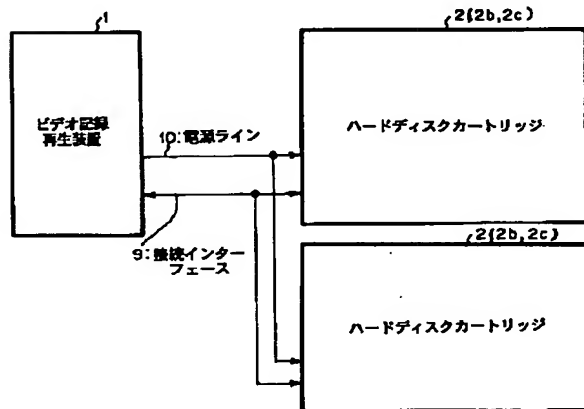 1
ビデオ記録
再生装置
10:電源ライン
9:接続インター
フェース
2(2b,2c)
ハードディスクカートリッジ
2(2b,2c)
ハードディスクカートリッジ